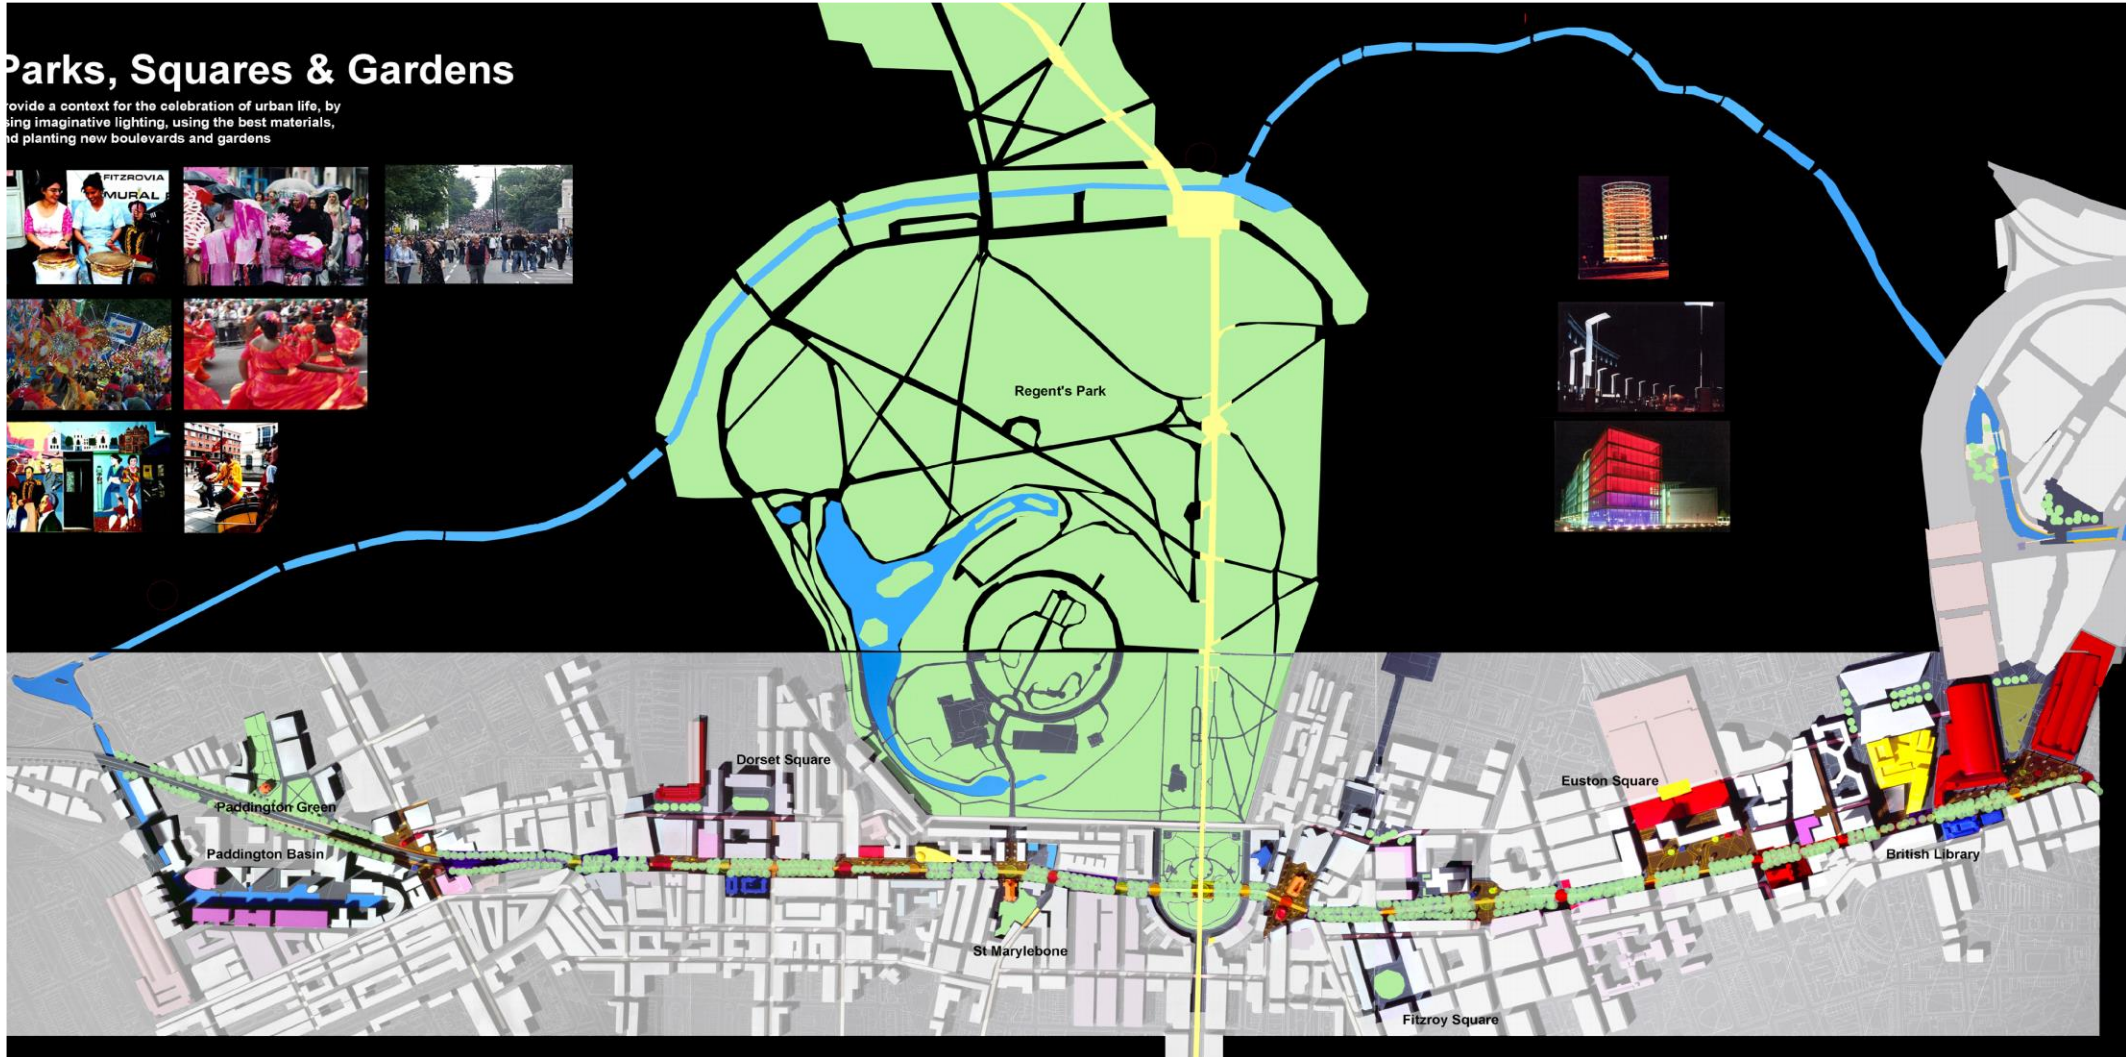 Parks, Squares & Gardens
rovide a context for the celebration of urban life, by
sing imaginative lighting, using the best materials,
nd planting new boulevards and gardens
FITZROVIA
MURAL
Regent's Park
Dorset Square
Euston Square
Paddington Green
Paddington Basin
British Library
St Marylebone
Fitzroy Square